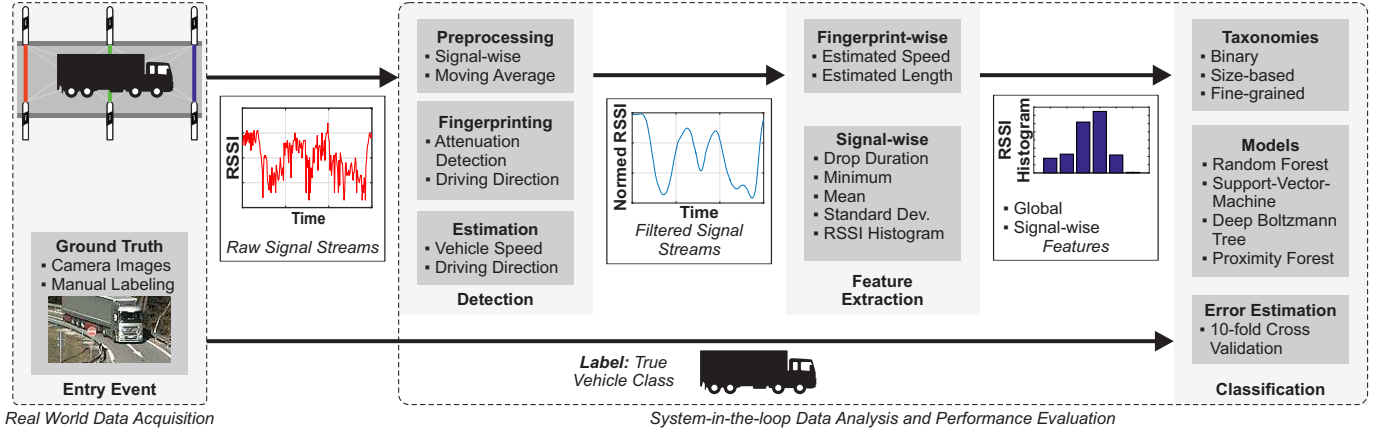 Ground Truth
▪ Camera Images
▪ Manual Labeling
Entry Event
Real World Data Acquisition
RSSI
Time
Raw Signal Streams
Preprocessing
▪ Signal-wise
▪ Moving Average
Fingerprinting
▪ Attenuation
Detection
▪ Driving Direction
Estimation
▪ Vehicle Speed
▪ Driving Direction
Detection
Normed RSSI
Time
Filtered Signal
Streams
Fingerprint-wise
▪ Estimated Speed
▪ Estimated Length
Signal-wise
▪ Drop Duration
▪ Minimum
▪ Mean
▪ Standard Dev.
▪ RSSI Histogram
Feature
Extraction
RSSI
Histogram
▪ Global
▪ Signal-wise
Features
Taxonomies
▪ Binary
▪ Size-based
▪ Fine-grained
Models
▪ Random Forest
▪ Support-Vector-
Machine
▪ Deep Boltzmann
Tree
▪ Proximity Forest
Error Estimation
▪ 10-fold Cross
Validation
Classification
Label: True
Vehicle Class
System-in-the-loop Data Analysis and Performance Evaluation